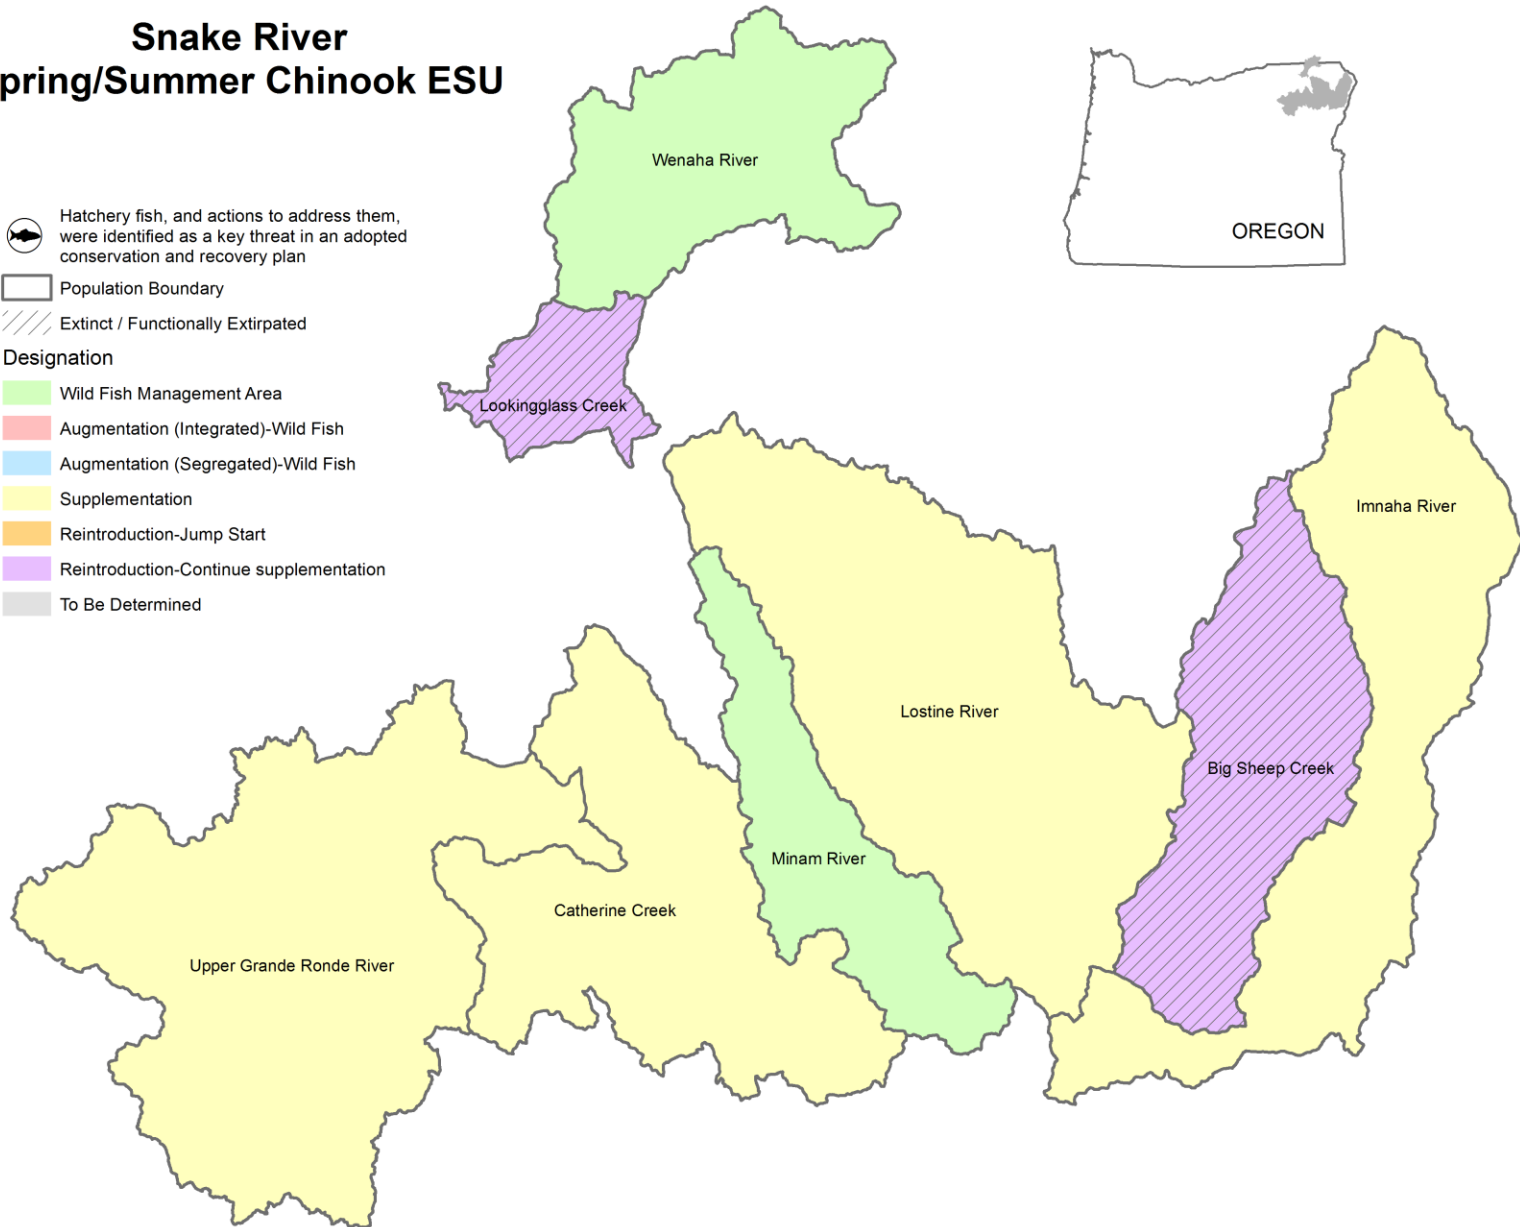 Snake River
pring/Summer Chinook ESU
Hatchery fish, and actions to address them,
were identified as a key threat in an adopted
conservation and recovery plan
Population Boundary
Extinct / Functionally Extirpated
Designation
Wild Fish Management Area
Augmentation (Integrated)-Wild Fish
Augmentation (Segregated)-Wild Fish
Supplementation
Reintroduction-Jump Start
Reintroduction-Continue supplementation
To Be Determined
OREGON
Wenaha River
Lookingglass Creek
Imnaha River
Lostine River
Big Sheep Creek
Minam River
Catherine Creek
Upper Grande Ronde River